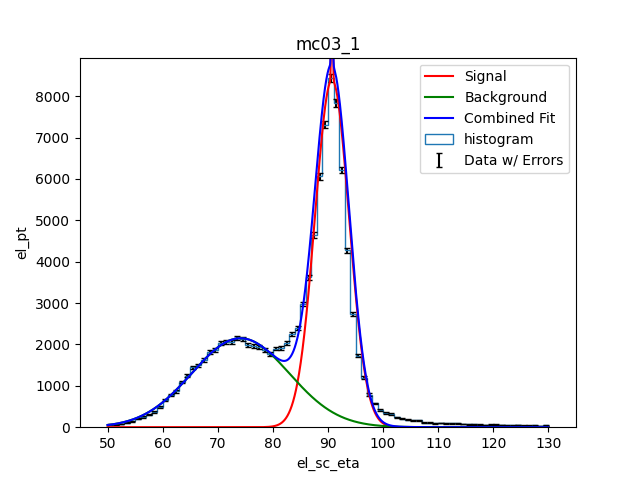 mc03_1
Signal
Background
Combined Fit
histogram
Data w/ Errors
el_pt
8000
7000
6000
5000
4000
3000
2000
1000
0
50
60
70
80
90
100
110
120
130
el_sc_eta